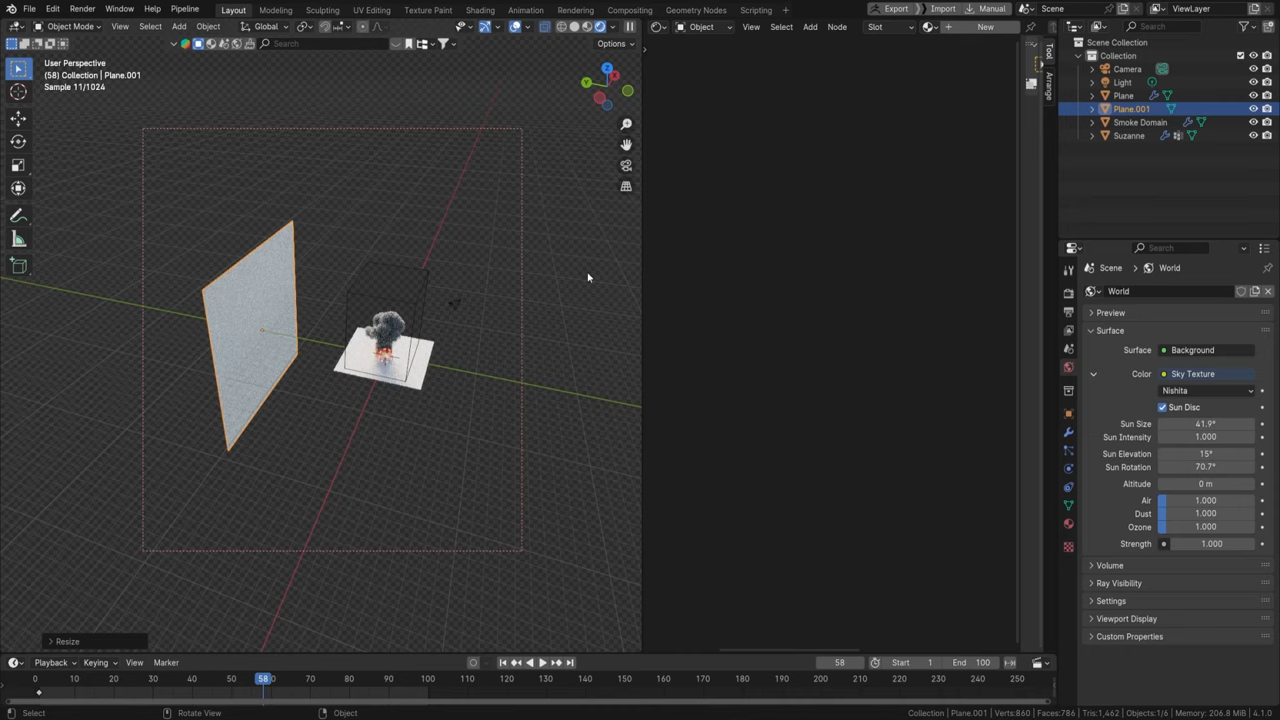 File Edit Render Window Help Pipeline Layout Modeling Sculpting UV Editing Texture Paint Shading Animation Rendering Compositing Geometry Nodes Scripting Export Import Manual Scene ViewLayer
Object Mode View Select Add Object Global Object View Select Add Node Slot New Search
Search Options
User Perspective
(58) Collection | Plane.001
Sample 11/1024
Z
Y
Tool
Arrange
Scene Collection
Collection
Camera
Light
Plane
Plane.001
Smoke Domain
Suzanne
Search
Scene > World
World
Preview
Surface
Surface Background
Color Sky Texture
Nishita
Sun Disc
Sun Size 41.9°
Sun Intensity 1.000
Sun Elevation 15°
Sun Rotation 70.7°
Altitude 0 m
Air 1.000
Dust 1.000
Ozone 1.000
Strength 1.000
Volume
Ray Visibility
Settings
Viewport Display
Custom Properties
> Resize
Playback Keying View Marker 58 Start 1 End 100
0 10 20 30 40 50 58 70 80 90 100 110 120 130 140 150 160 170 180 190 200 210 220 230 240 250
Select Rotate View Object Collection | Plane.001 | Verts:860 | Faces:786 | Tris:1,462 | Objects:1/6 | Memory: 206.8 MiB | 4.1.0